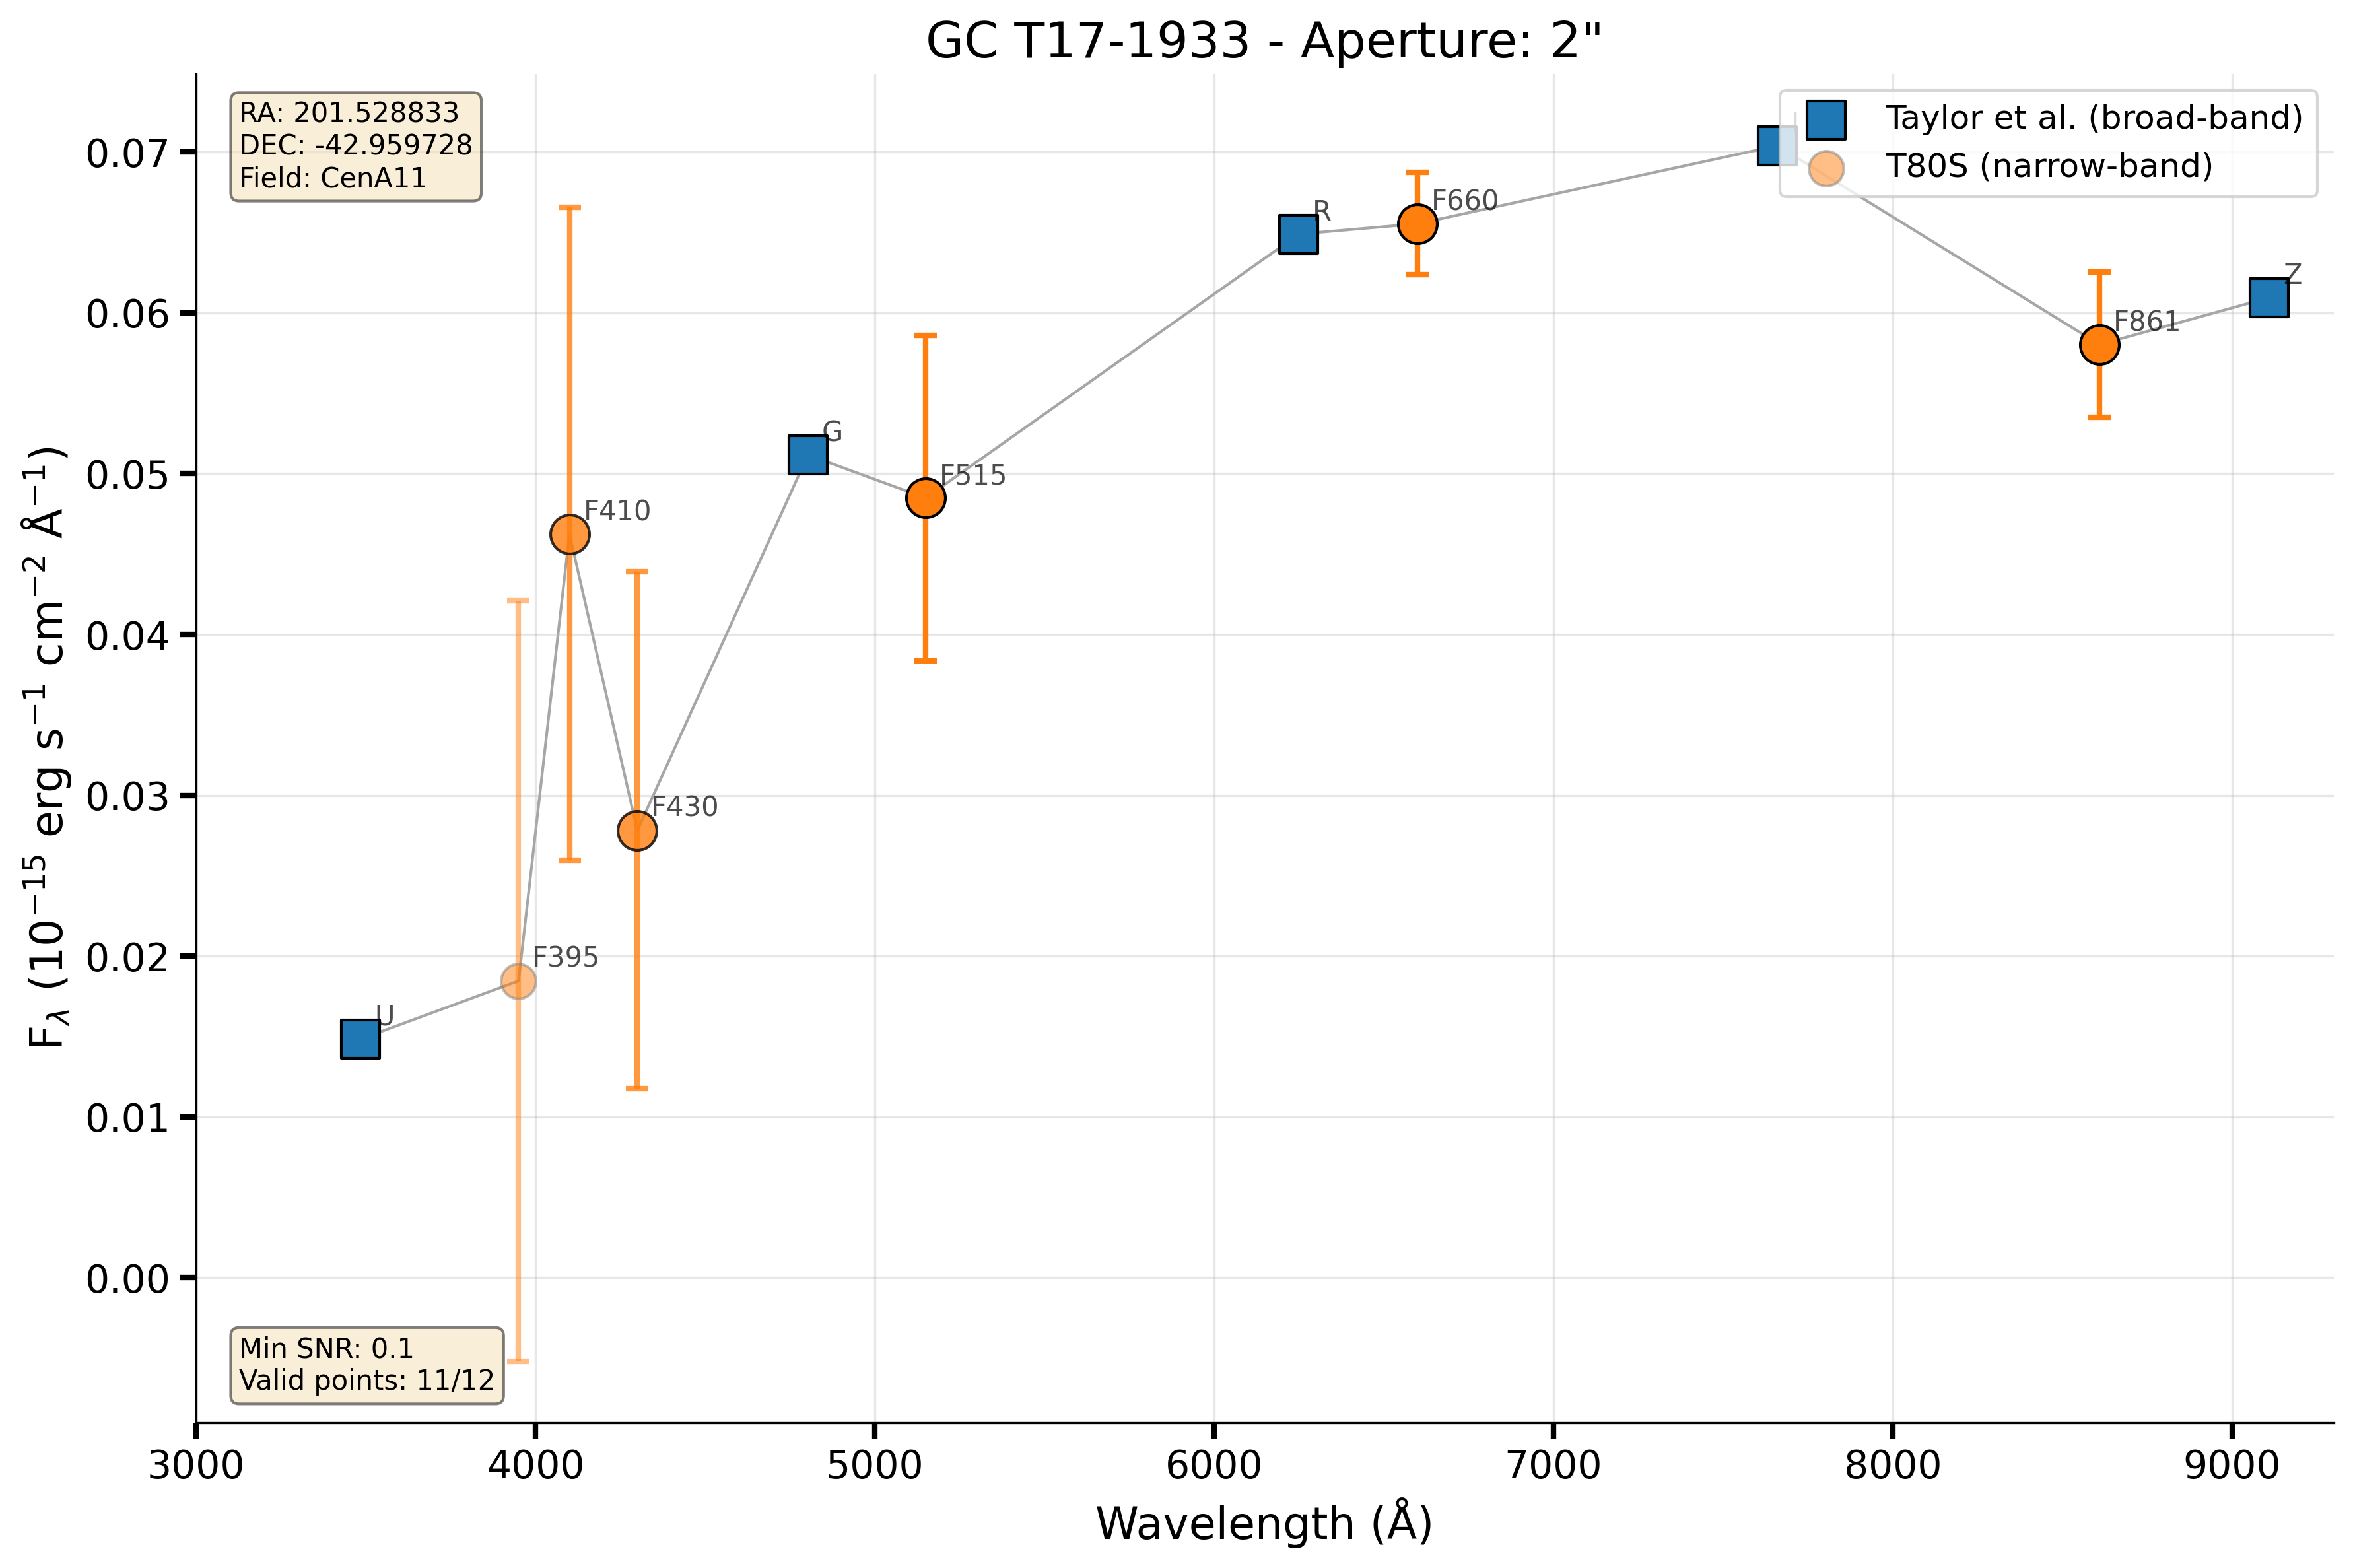 GC T17-1933 - Aperture: 2"
RA: 201.528833
DEC: -42.959728
Field: CenA11
Taylor et al. (broad-band)
T80S (narrow-band)
0.07
0.06
0.05
0.04
0.03
0.02
0.01
0.00
F_λ (10⁻¹⁵ erg s⁻¹ cm⁻² Å⁻¹)
U
F395
F410
F430
G
F515
R
F660
I
F861
Z
Min SNR: 0.1
Valid points: 11/12
3000
4000
5000
6000
7000
8000
9000
Wavelength (Å)